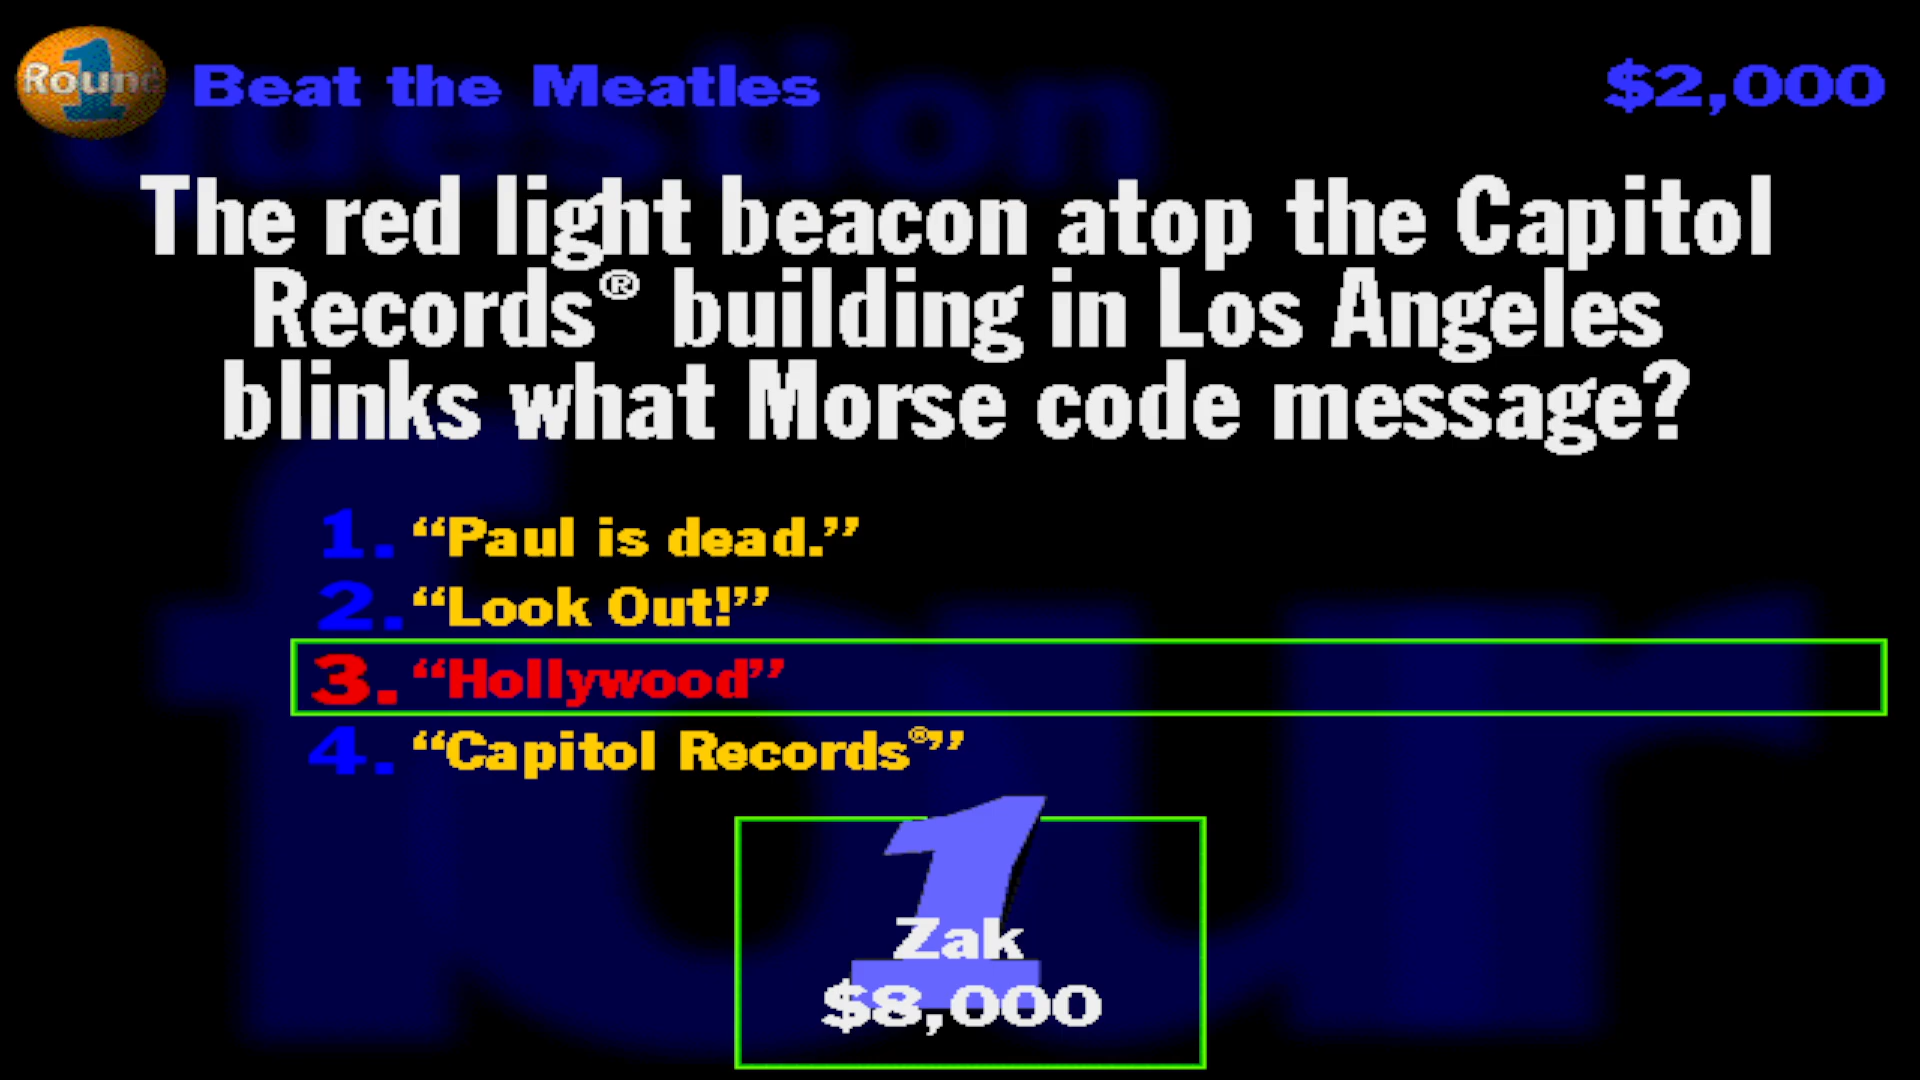 Round 1
Beat the Meatles
$2,000
question
The red light beacon atop the Capitol
Records® building in Los Angeles
blinks what Morse code message?
four
1. “Paul is dead.”
2. “Look Out!”
3. “Hollywood”
4. “Capitol Records®”
1
Zak
$8,000